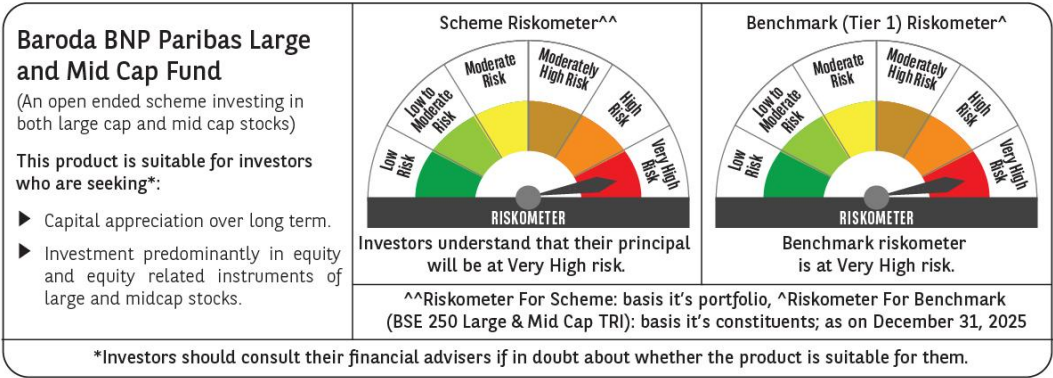 Baroda BNP Paribas Large
and Mid Cap Fund
(An open ended scheme investing in
both large cap and mid cap stocks)
This product is suitable for investors
who are seeking*:
▶ Capital appreciation over long term.
▶ Investment predominantly in equity
and equity related instruments of
large and midcap stocks.
Scheme Riskometer^^
Low
Risk
Low to
Moderate
Risk
Moderate
Risk
Moderately
High Risk
High
Risk
Very High
Risk
RISKOMETER
Investors understand that their principal
will be at Very High risk.
Benchmark (Tier 1) Riskometer^
Low
Risk
Low to
Moderate
Risk
Moderate
Risk
Moderately
High Risk
High
Risk
Very High
Risk
RISKOMETER
Benchmark riskometer
is at Very High risk.
^^Riskometer For Scheme: basis it’s portfolio, ^Riskometer For Benchmark
(BSE 250 Large & Mid Cap TRI): basis it’s constituents; as on December 31, 2025
*Investors should consult their financial advisers if in doubt about whether the product is suitable for them.